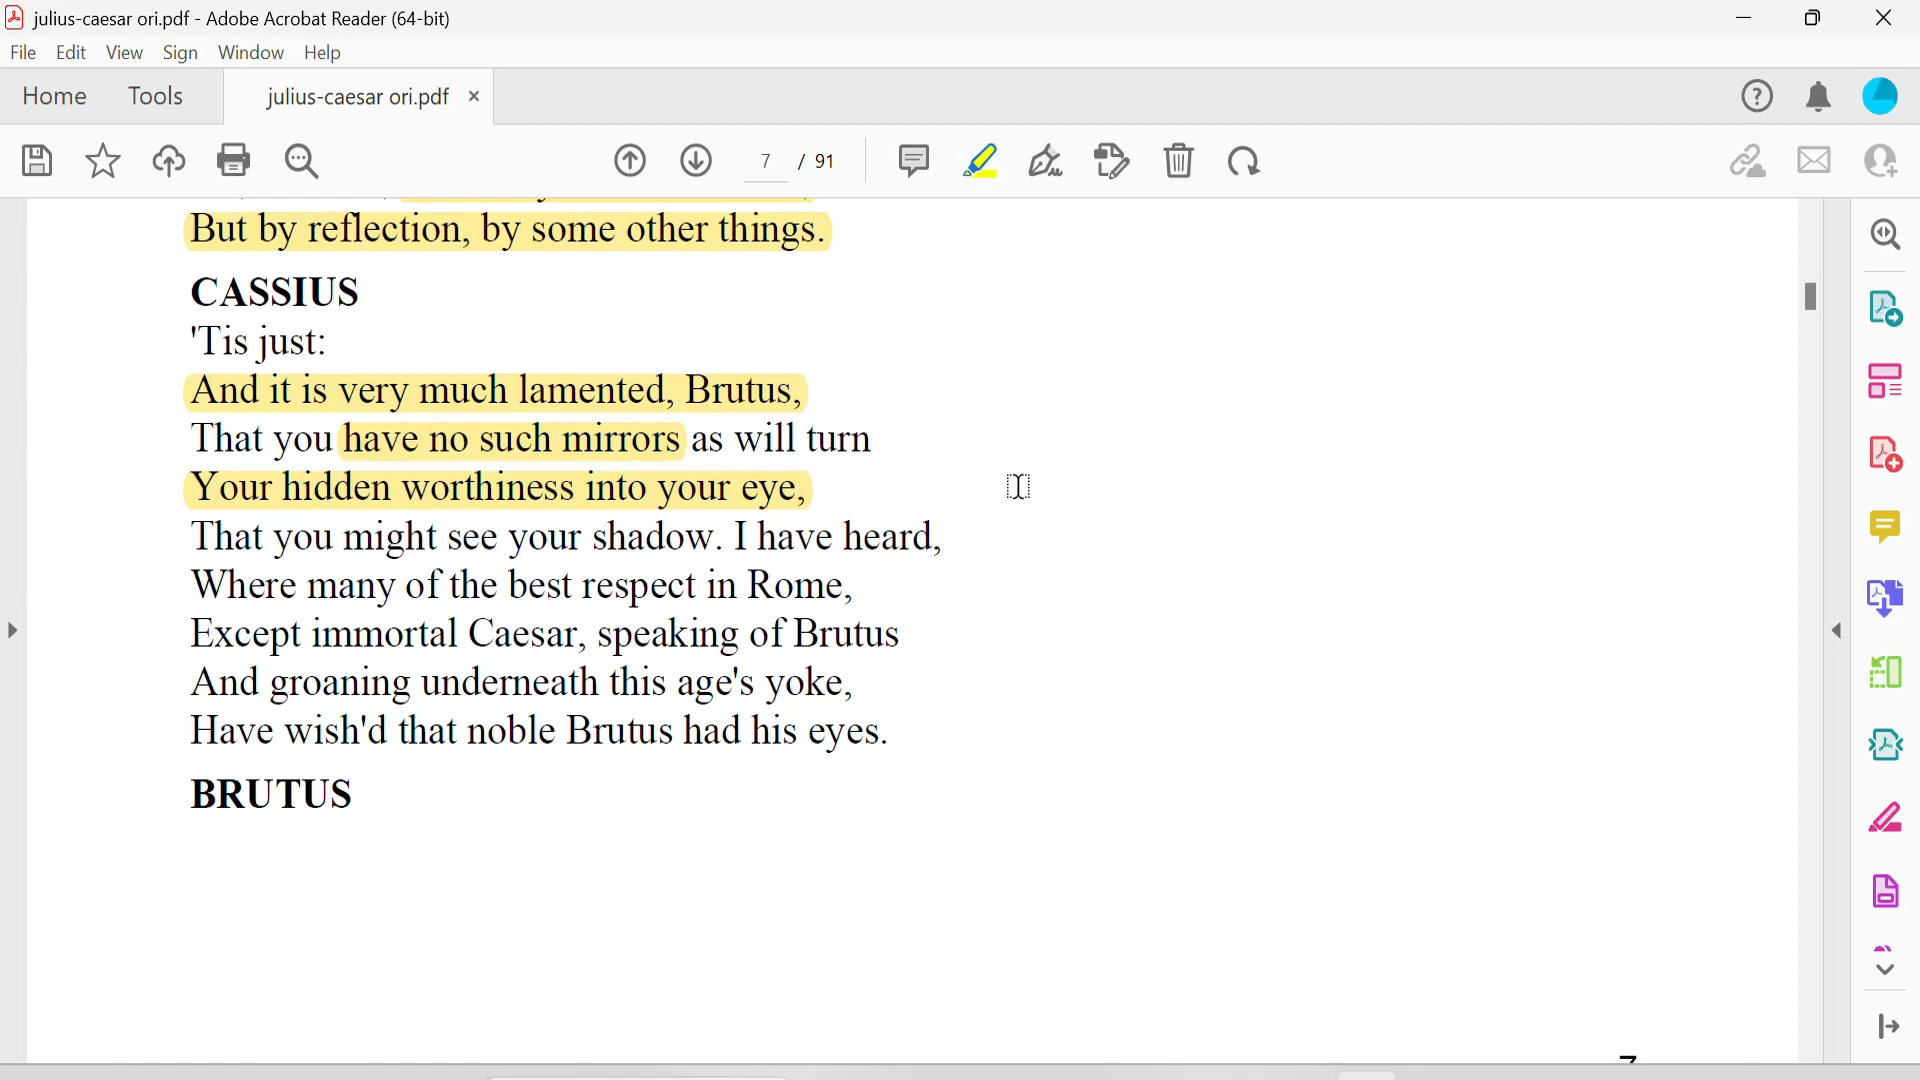 julius-caesar ori.pdf - Adobe Acrobat Reader (64-bit)
File Edit View Sign Window Help
Home Tools julius-caesar ori.pdf ×
7 / 91
But by reflection, by some other things.
CASSIUS
'Tis just:
And it is very much lamented, Brutus,
That you have no such mirrors as will turn
Your hidden worthiness into your eye,
That you might see your shadow. I have heard,
Where many of the best respect in Rome,
Except immortal Caesar, speaking of Brutus
And groaning underneath this age's yoke,
Have wish'd that noble Brutus had his eyes.
BRUTUS